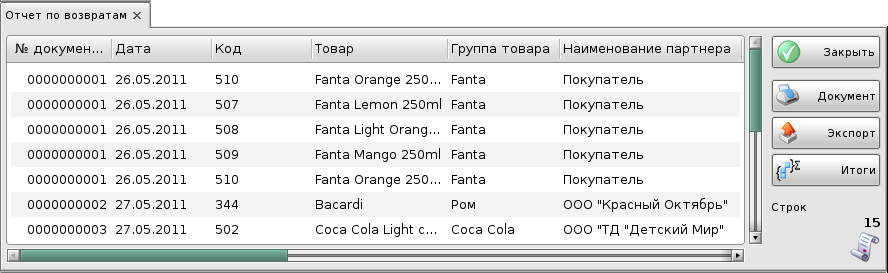 Отчет по возвратам
№ докумен... Дата Код Товар Группа товара Наименование партнера
0000000001 26.05.2011 510 Fanta Orange 250... Fanta Покупатель
0000000001 26.05.2011 507 Fanta Lemon 250ml Fanta Покупатель
0000000001 26.05.2011 508 Fanta Light Orang... Fanta Покупатель
0000000001 26.05.2011 509 Fanta Mango 250ml Fanta Покупатель
0000000001 26.05.2011 510 Fanta Orange 250... Fanta Покупатель
0000000002 27.05.2011 344 Bacardi Ром ООО "Красный Октябрь"
0000000003 27.05.2011 502 Coca Cola Light c... Coca Cola ООО "ТД "Детский Мир"
Закрыть
Документ
Экспорт
Итоги
Строк
15